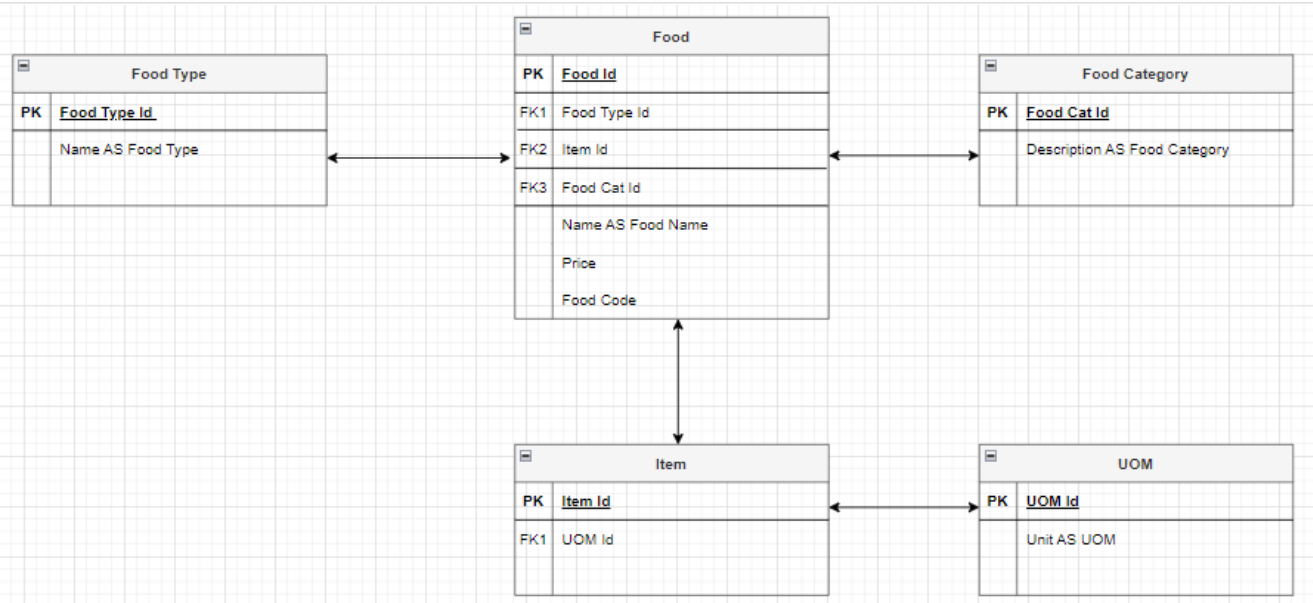 Food Type
PK Food Type Id
Name AS Food Type
Food
PK Food Id
FK1 Food Type Id
FK2 Item Id
FK3 Food Cat Id
Name AS Food Name
Price
Food Code
Food Category
PK Food Cat Id
Description AS Food Category
Item
PK Item Id
FK1 UOM Id
UOM
PK UOM Id
Unit AS UOM